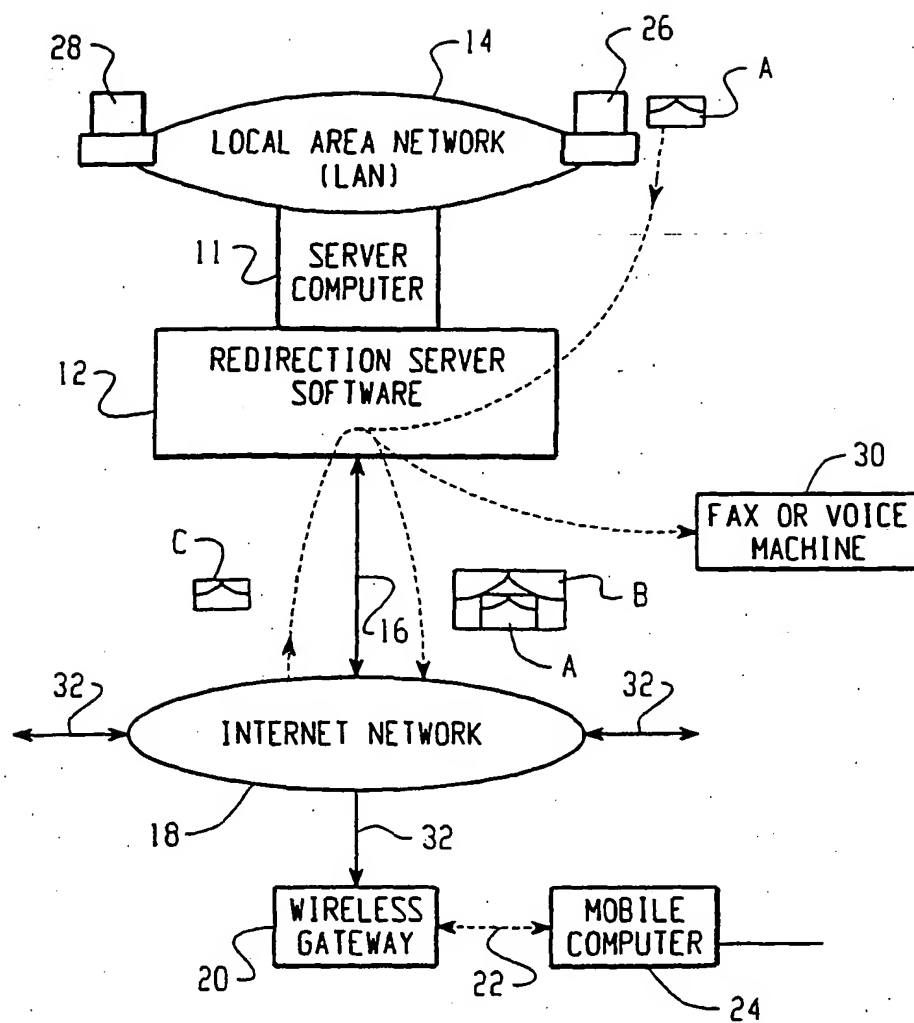 28
14
26
A
LOCAL AREA NETWORK
(LAN)
11
SERVER
COMPUTER
12
REDIRECTION SERVER
SOFTWARE
30
FAX OR VOICE
MACHINE
C
B
16
A
32
32
INTERNET NETWORK
18
32
WIRELESS
GATEWAY
MOBILE
COMPUTER
20
22
24